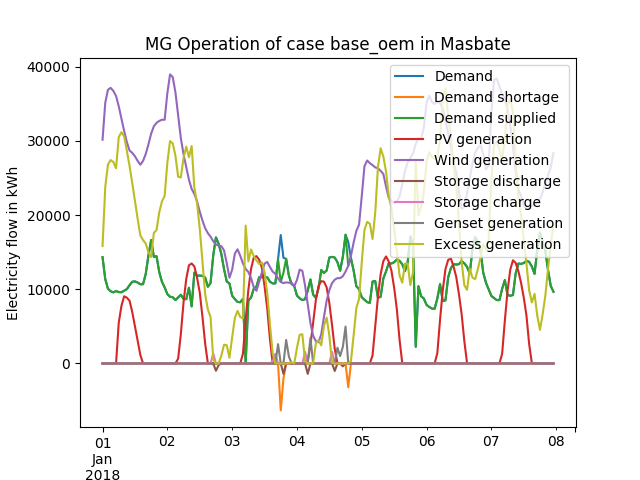 MG Operation of case base_oem in Masbate
Electricity flow in kWh
40000
30000
20000
10000
0
Demand
Demand shortage
Demand supplied
PV generation
Wind generation
Storage discharge
Storage charge
Genset generation
Excess generation
01 02 03 04 05 06 07 08
Jan
2018